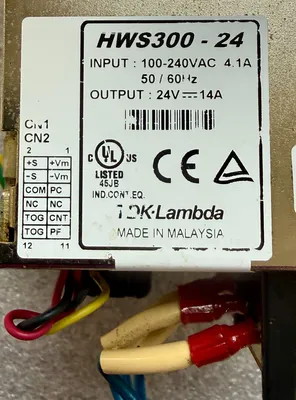 HWS300 - 24
INPUT : 100-240VAC 4.1A
50 / 60Hz
OUTPUT : 24V 14A
CN1
CN2
2 1
+S +Vm
-S -Vm
COM PC
NC NC
TOG CNT
TOG PF
12 11
C UL US
LISTED
45JB
IND.CONT.EQ.
CE
TDK-Lambda
MADE IN MALAYSIA